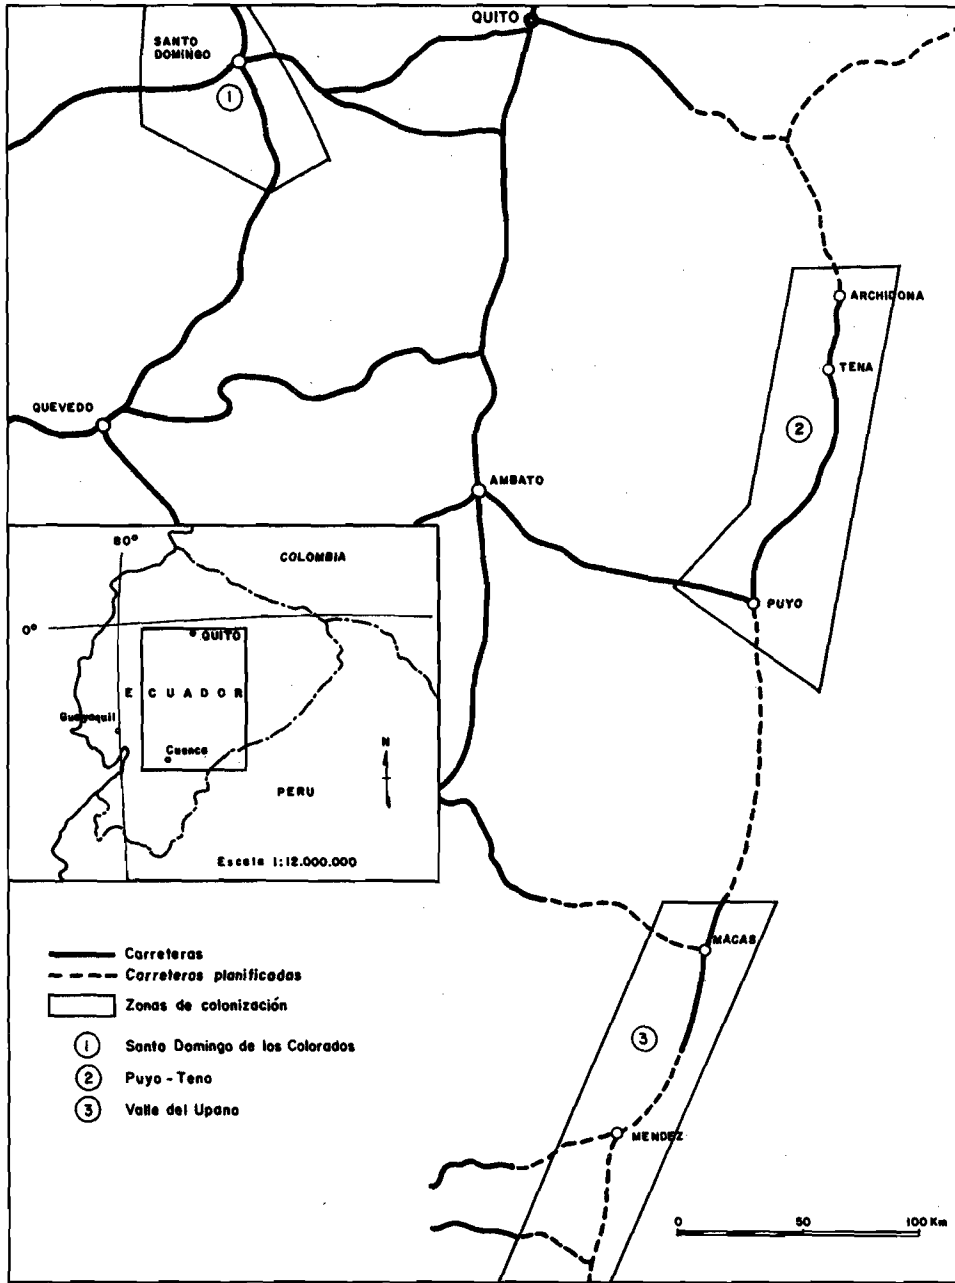 QUITO
SANTO
DOMINGO
1
ARCHIDONA
TENA
QUEVEDO
2
AMBATO
80°
COLOMBIA
PUYO
0°
QUITO
ECUADOR
Guayaquil
Cuenca
N
PERU
Escala 1:12.000.000
MACAS
Carreteras
Carreteras planificadas
Zonas de colonización
3
1 Santo Domingo de los Colorados
2 Puyo - Tena
3 Valle del Upano
MENDEZ
0 50 100 Km